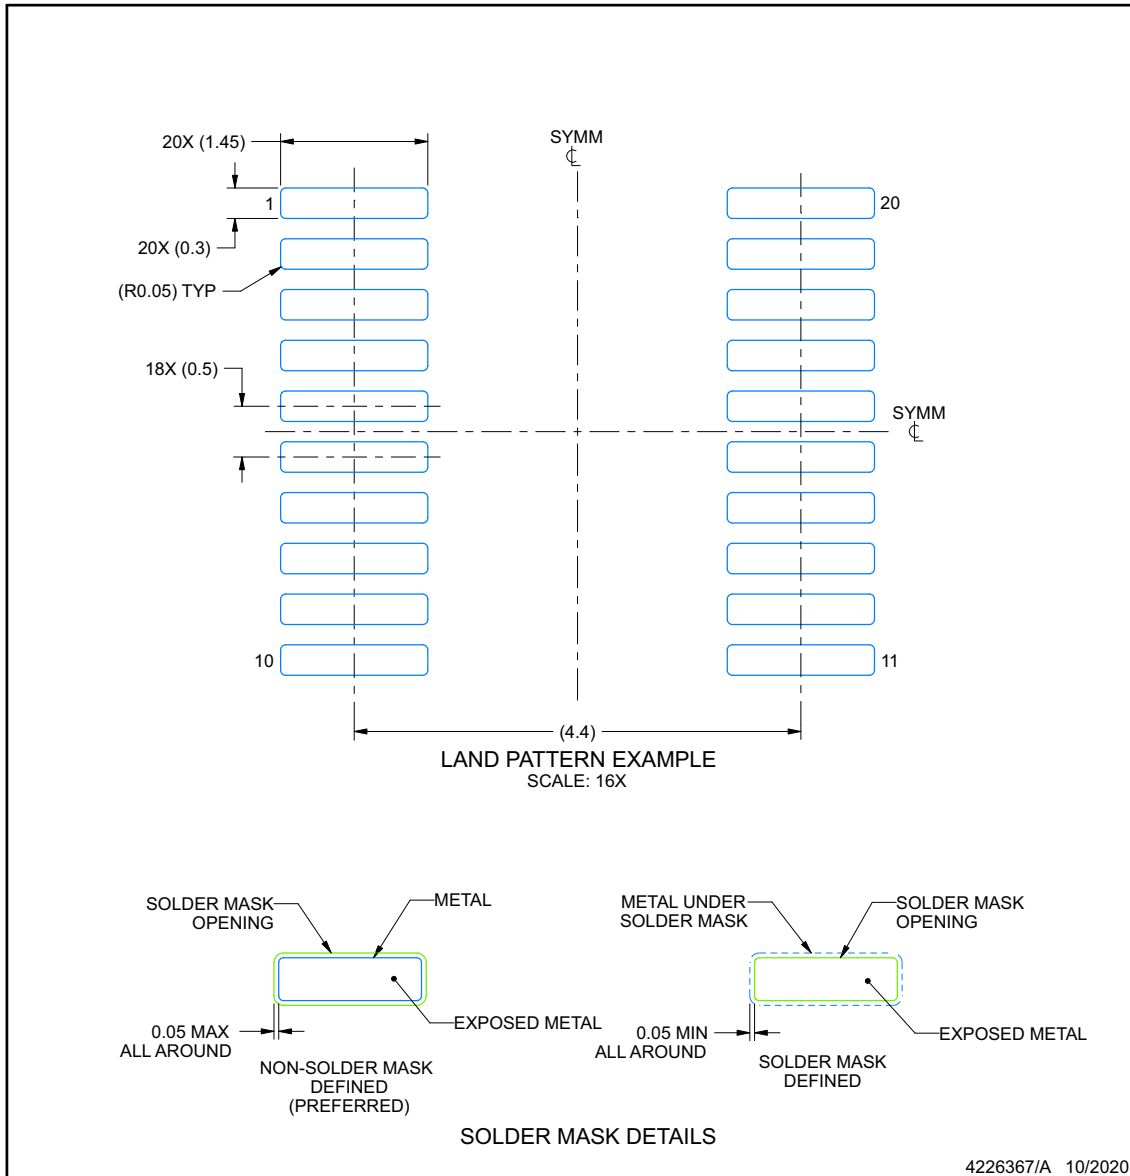 SYMM
℄
20X (1.45)
1
20
20X (0.3)
(R0.05) TYP
18X (0.5)
SYMM
℄
10
11
(4.4)
LAND PATTERN EXAMPLE
SCALE: 16X
SOLDER MASK
OPENING
METAL
EXPOSED METAL
0.05 MAX
ALL AROUND
NON-SOLDER MASK
DEFINED
(PREFERRED)
METAL UNDER
SOLDER MASK
SOLDER MASK
OPENING
EXPOSED METAL
0.05 MIN
ALL AROUND
SOLDER MASK
DEFINED
SOLDER MASK DETAILS
4226367/A 10/2020